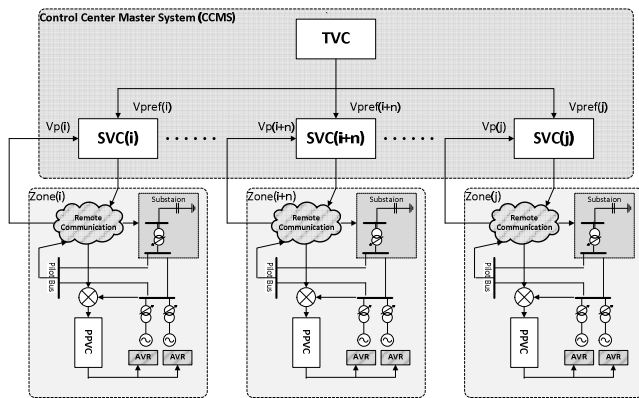 Control Center Master System (CCMS)
TVC
Vpref(i)
Vpref(i+n)
Vpref(j)
Vp(i)
Vp(i+n)
Vp(j)
SVC(i)
SVC(i+n)
SVC(j)
Zone(i)
Remote
Communication
Substaion
Pilot Bus
PPVC
AVR
AVR
Zone(i+n)
Remote
Communication
Substaion
Pilot Bus
PPVC
AVR
AVR
Zone(j)
Remote
Communication
Substaion
Pilot Bus
PPVC
AVR
AVR